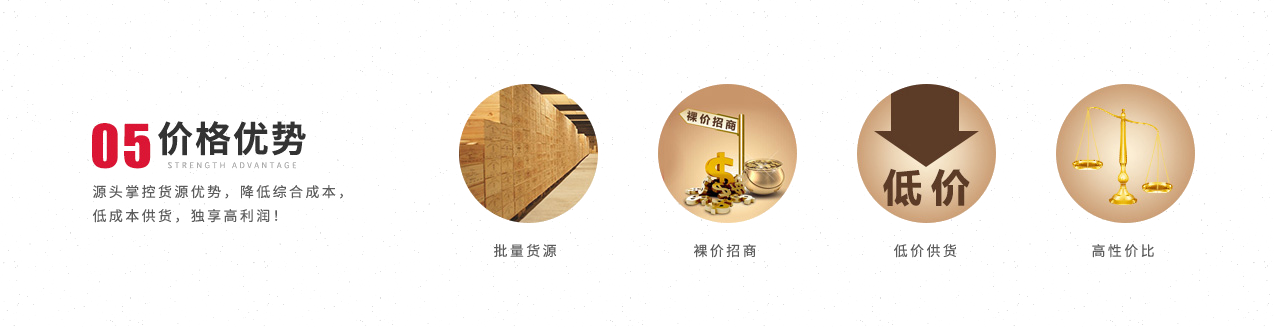 05 价格优势
STRENGTH ADVANTAGE
源头掌控货源优势，降低综合成本，
低成本供货，独享高利润！
裸价招商
低价
批量货源
裸价招商
低价供货
高性价比